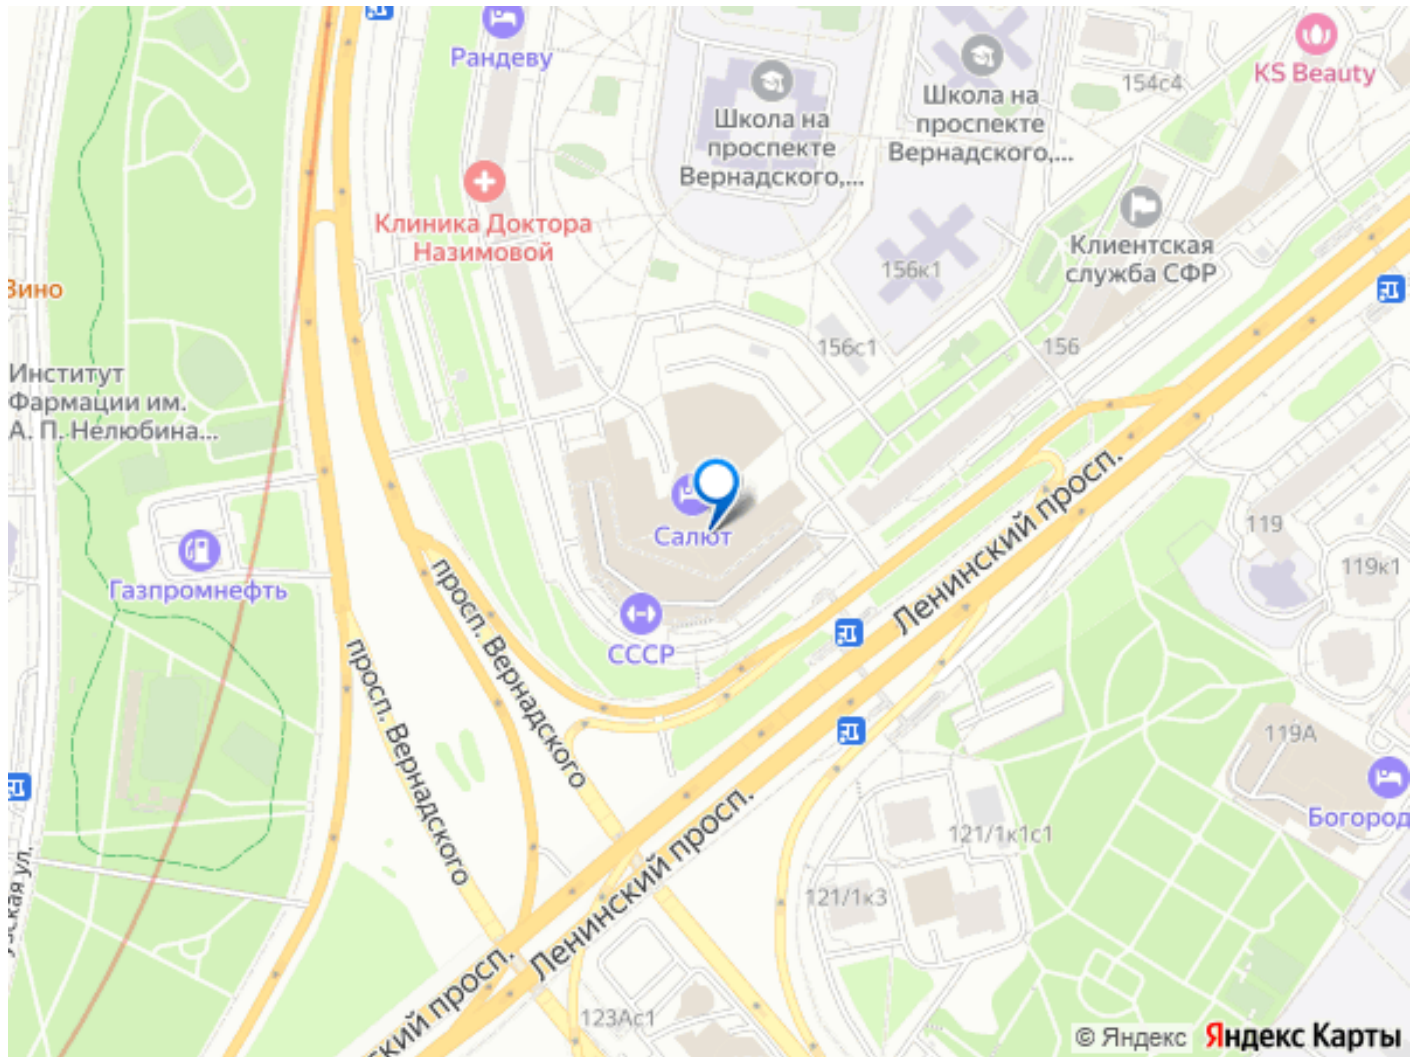 Рандеву
Школа на
проспекте
Вернадского,...
Школа на
проспекте
Вернадского,...
154с4
KS Beauty
Клиника Доктора
Назимовой
156к1
Клиентская
служба СФР
Вино
156с1
156
Институт
Фармации им.
А. П. Нелюбина...
Салют
Ленинский просп.
119
119к1
Газпромнефть
просп. Вернадского
СССР
просп. Вернадского
119А
Богород
Ленинский просп.
121/1к1с1
121/1к3
ский просп.
123Ас1
© Яндекс
Яндекс Карты